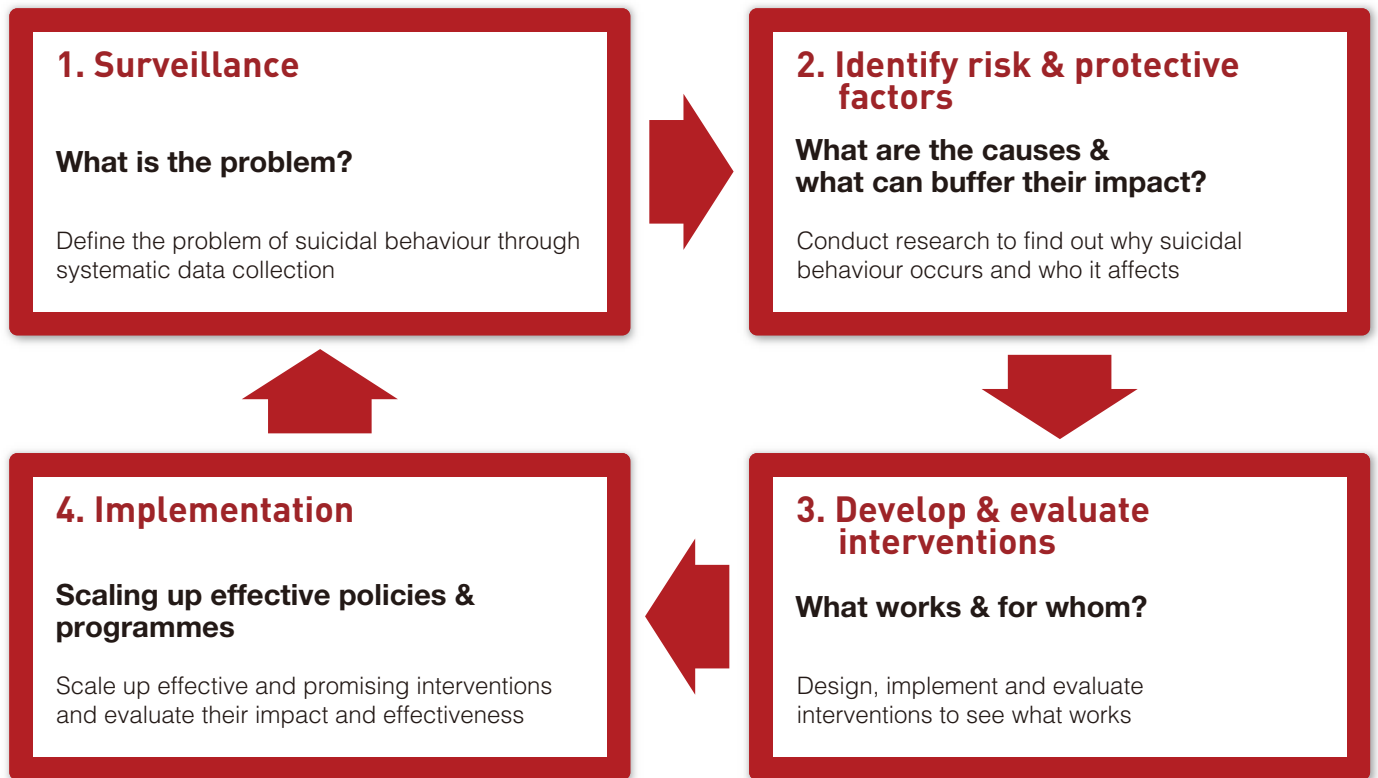 1. Surveillance
What is the problem?
Define the problem of suicidal behaviour through
systematic data collection
2. Identify risk & protective
factors
What are the causes &
what can buffer their impact?
Conduct research to find out why suicidal
behaviour occurs and who it affects
3. Develop & evaluate
interventions
What works & for whom?
Design, implement and evaluate
interventions to see what works
4. Implementation
Scaling up effective policies &
programmes
Scale up effective and promising interventions
and evaluate their impact and effectiveness